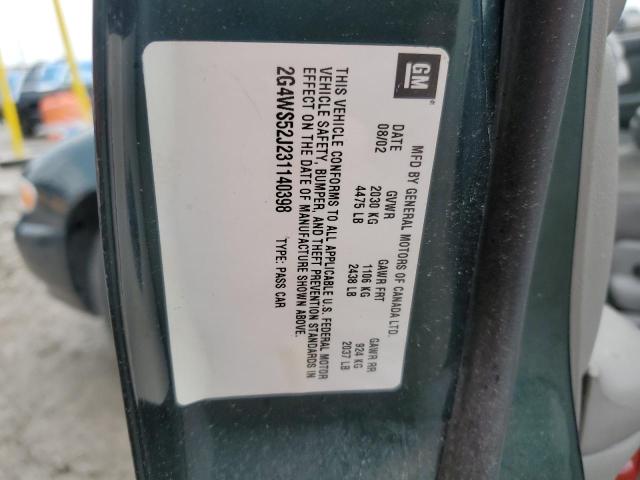 GM
MFD BY GENERAL MOTORS OF CANADA LTD.
DATE GVWR GAWR FRT GAWR RR
08/02 2030 KG 1106 KG 924 KG
4475 LB 2438 LB 2037 LB
THIS VEHICLE CONFORMS TO ALL APPLICABLE U.S. FEDERAL MOTOR
VEHICLE SAFETY, BUMPER, AND THEFT PREVENTION STANDARDS IN
EFFECT ON THE DATE OF MANUFACTURE SHOWN ABOVE.
2G4WS52J231140398 TYPE: PASS CAR